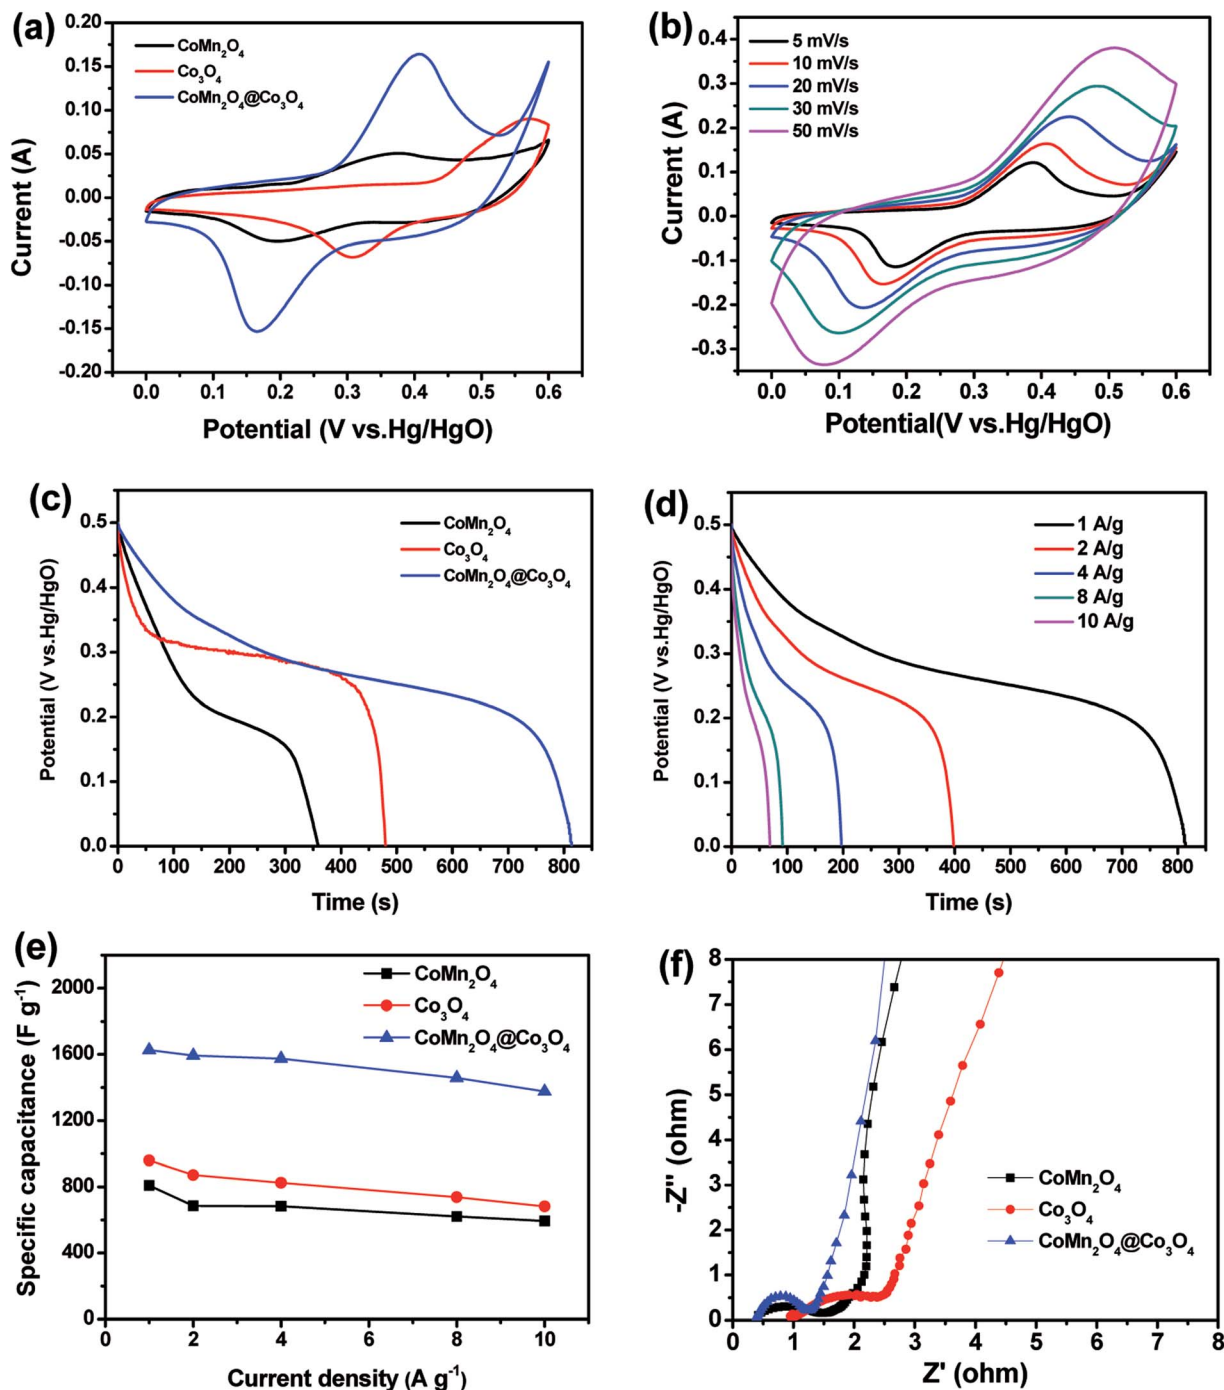 (a)
0.20
0.15
0.10
0.05
0.00
-0.05
-0.10
-0.15
-0.20
Current (A)
CoMn₂O₄
Co₃O₄
CoMn₂O₄@Co₃O₄
0.0 0.1 0.2 0.3 0.4 0.5 0.6
Potential (V vs.Hg/HgO)
(b)
0.4
0.3
0.2
0.1
0.0
-0.1
-0.2
-0.3
Current (A)
5 mV/s
10 mV/s
20 mV/s
30 mV/s
50 mV/s
0.0 0.1 0.2 0.3 0.4 0.5 0.6
Potential(V vs.Hg/HgO)
(c)
0.5
0.4
0.3
0.2
0.1
0.0
Potential (V vs.Hg/HgO)
CoMn₂O₄
Co₃O₄
CoMn₂O₄@Co₃O₄
0 100 200 300 400 500 600 700 800
Time (s)
(d)
0.5
0.4
0.3
0.2
0.1
0.0
Potential (V vs.Hg/HgO)
1 A/g
2 A/g
4 A/g
8 A/g
10 A/g
0 100 200 300 400 500 600 700 800
Time (s)
(e)
2000
1600
1200
800
400
0
Specific capacitance (F g⁻¹)
CoMn₂O₄
Co₃O₄
CoMn₂O₄@Co₃O₄
0 2 4 6 8 10
Current density (A g⁻¹)
(f)
8
7
6
5
4
3
2
1
0
-Z'' (ohm)
CoMn₂O₄
Co₃O₄
CoMn₂O₄@Co₃O₄
0 1 2 3 4 5 6 7 8
Z' (ohm)